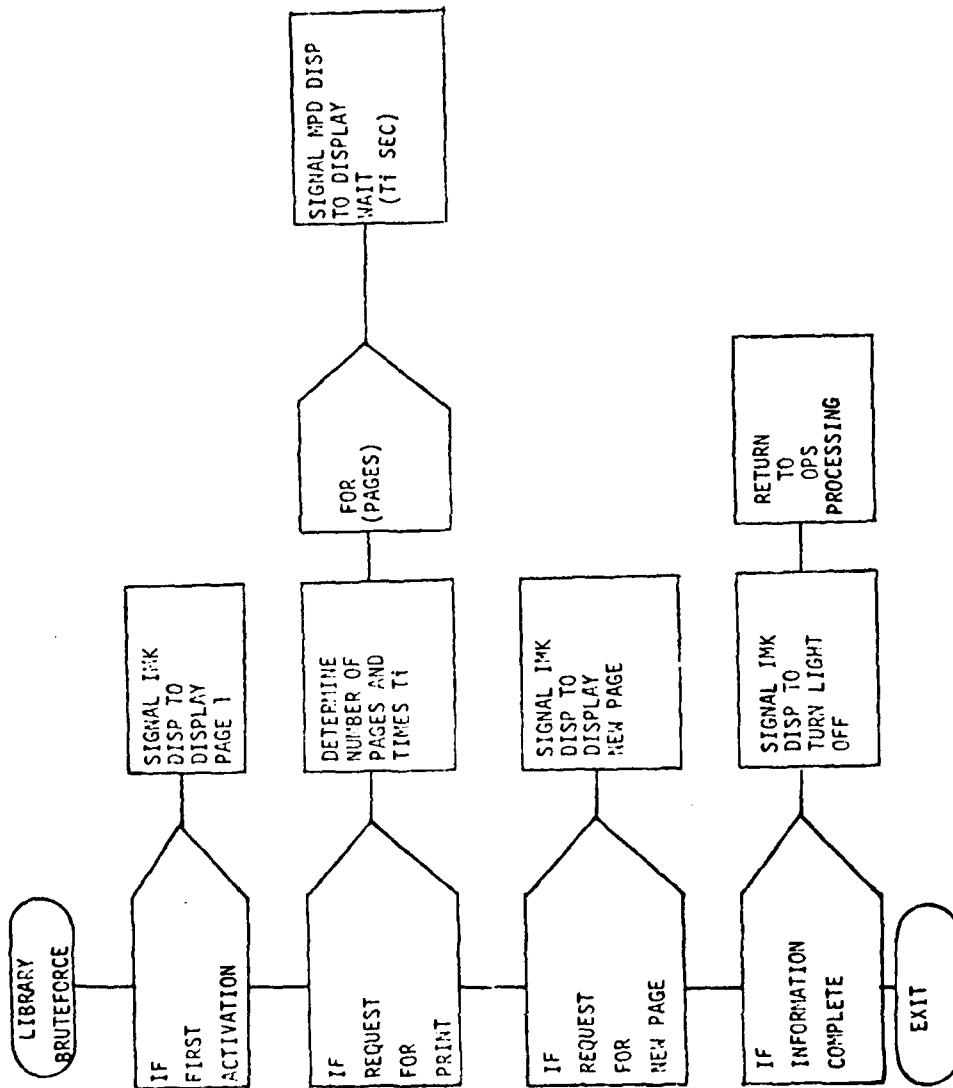 LIBRARY
BRUTEFORCE
IF
FIRST
ACTIVATION
SIGNAL IMK
DISP TO
DISPLAY
PAGE 1
IF
REQUEST
FOR
PRINT
DETERMINE
NUMBER OF
PAGES AND
TIMES Ti
FOR
(PAGES)
SIGNAL MPD DISP
TO DISPLAY
WAIT
(Ti SEC)
IF
REQUEST
FOR
NEW PAGE
SIGNAL IMK
DISP TO
DISPLAY
NEW PAGE
IF
INFORMATION
COMPLETE
SIGNAL IMK
DISP TO
TURN LIGHT
OFF
RETURN
TO
OPS
PROCESSING
EXIT